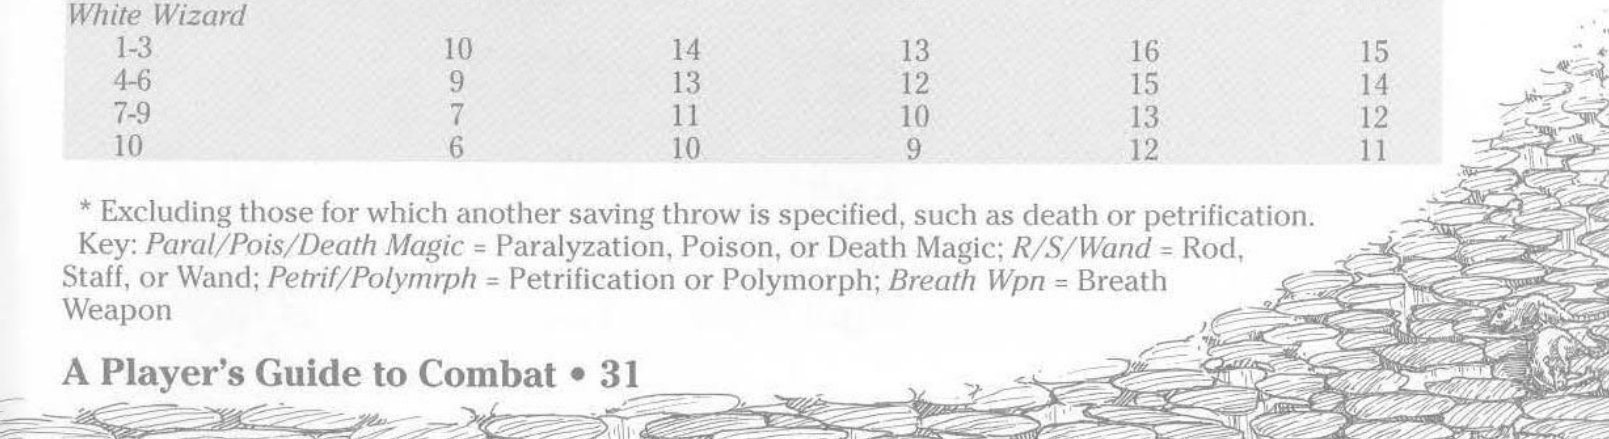 White Wizard
1-3 10 14 13 16 15
4-6 9 13 12 15 14
7-9 7 11 10 13 12
10 6 10 9 12 11
* Excluding those for which another saving throw is specified, such as death or petrification.
Key: Paral/Pois/Death Magic = Paralyzation, Poison, or Death Magic; R/S/Wand = Rod,
Staff, or Wand; Petrif/Polymrph = Petrification or Polymorph; Breath Wpn = Breath
Weapon
A Player's Guide to Combat • 31